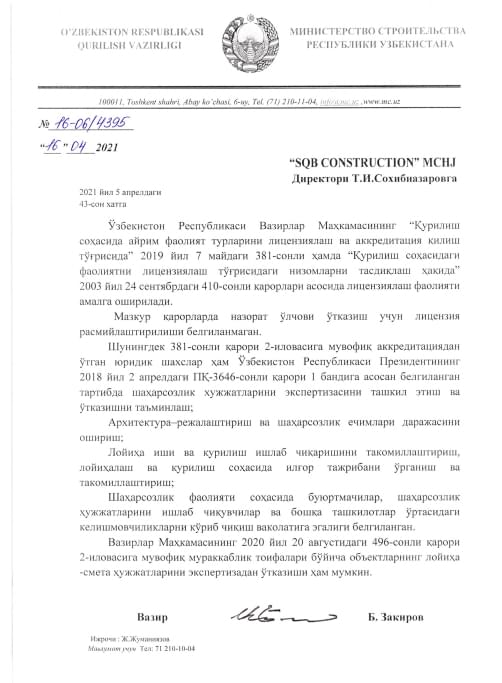 O'ZBEKISTON RESPUBLIKASI
QURILISH VAZIRLIGI
МИНИСТЕРСТВО СТРОИТЕЛЬСТВА
РЕСПУБЛИКИ УЗБЕКИСТАНА
100011, Toshkent shahri, Abay ko'chasi, 6-uy, Tel. (71) 210-11-04, info@mc.uz ,www.mc.uz
№ 16-06/4395
"16" 04 2021
"SQB CONSTRUCTION" MCHJ
Директори Т.И.Сохибназаровга
2021 йил 5 апрелдаги
43-сон хатга
Ўзбекистон Республикаси Вазирлар Маҳкамасининг "Қурилиш
соҳасида айрим фаолият турларини лицензиялаш ва аккредитация қилиш
тўғрисида" 2019 йил 7 майдаги 381-сонли ҳамда "Қурилиш соҳасидаги
фаолиятни лицензиялаш тўғрисидаги низомларни тасдиқлаш ҳақида"
2003 йил 24 сентябрдаги 410-сонли қарорлари асосида лицензиялаш фаолияти
амалга оширилади.
Мазкур қарорларда назорат ўлчови ўтказиш учун лицензия
расмийлаштирилиши белгиланмаган.
Шунингдек 381-сонли қарори 2-иловасига мувофиқ аккредитациядан
ўтган юридик шахслар ҳам Ўзбекистон Республикаси Президентининг
2018 йил 2 апрелдаги ПҚ-3646-сонли қарори 1 бандига асосан белгиланган
тартибда шаҳарсозлик ҳужжатларини экспертизасини ташкил этиш ва
ўтказишни таъминлаш;
Архитектура–режалаштириш ва шаҳарсозлик ечимлари даражасини
ошириш;
Лойиҳа иши ва қурилиш ишлаб чиқаришини такомиллаштириш,
лойиҳалаш ва қурилиш соҳасида илғор тажрибани ўрганиш ва
такомиллаштириш;
Шаҳарсозлик фаолияти соҳасида буюртмачилар, шаҳарсозлик
ҳужжатларини ишлаб чиқувчилар ва бошқа ташкилотлар ўртасидаги
келишмовчиликларни кўриб чиқиш ваколатига эгалиги белгиланган.
Вазирлар Маҳкамасининг 2020 йил 20 августидаги 496-сонли қарори
2-иловасига мувофиқ мураккаблик тоифалари бўйича объектларнинг лойиҳа
-смета ҳужжатларини экспертизадан ўтказиши ҳам мумкин.
Вазир Б. Закиров
Ижрочи : Ж.Жуманиязов
Маълумот учун Тел: 71 210-10-04